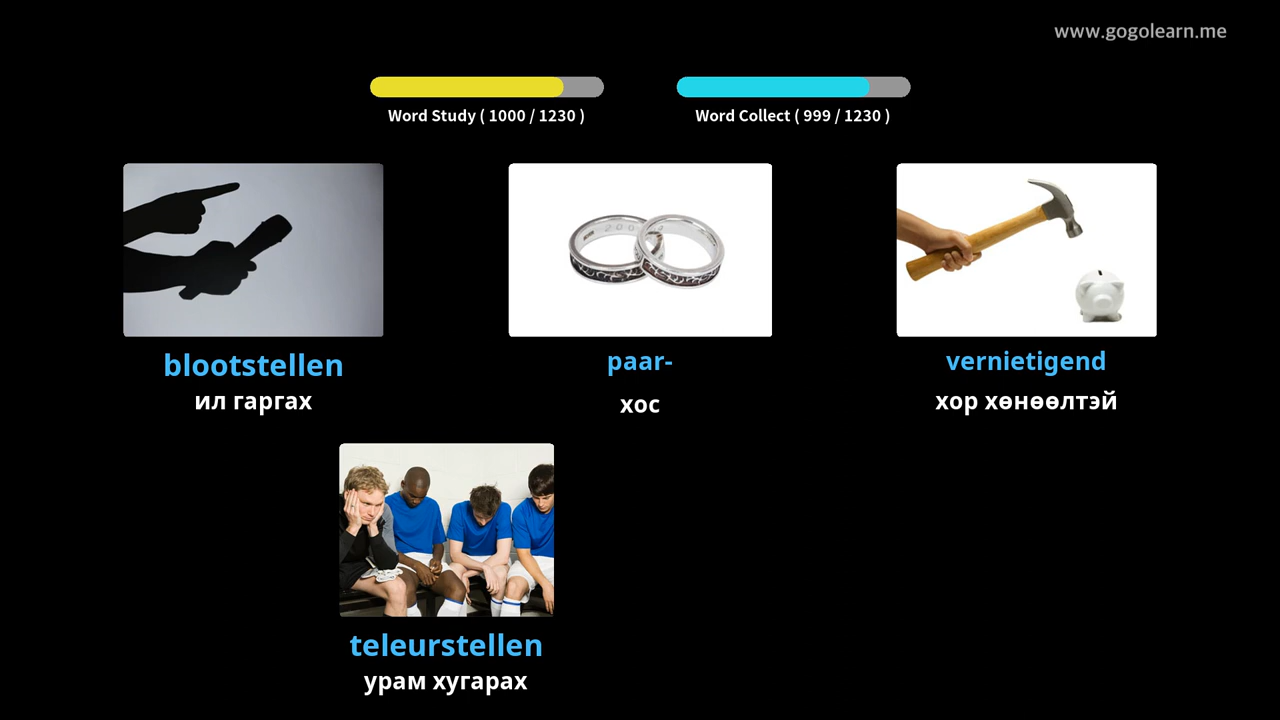 www.gogolearn.me
Word Study ( 1000 / 1230 )
Word Collect ( 999 / 1230 )
blootstellen
ил гаргах
paar-
хос
vernietigend
хор хөнөөлтэй
teleurstellen
урам хугарах